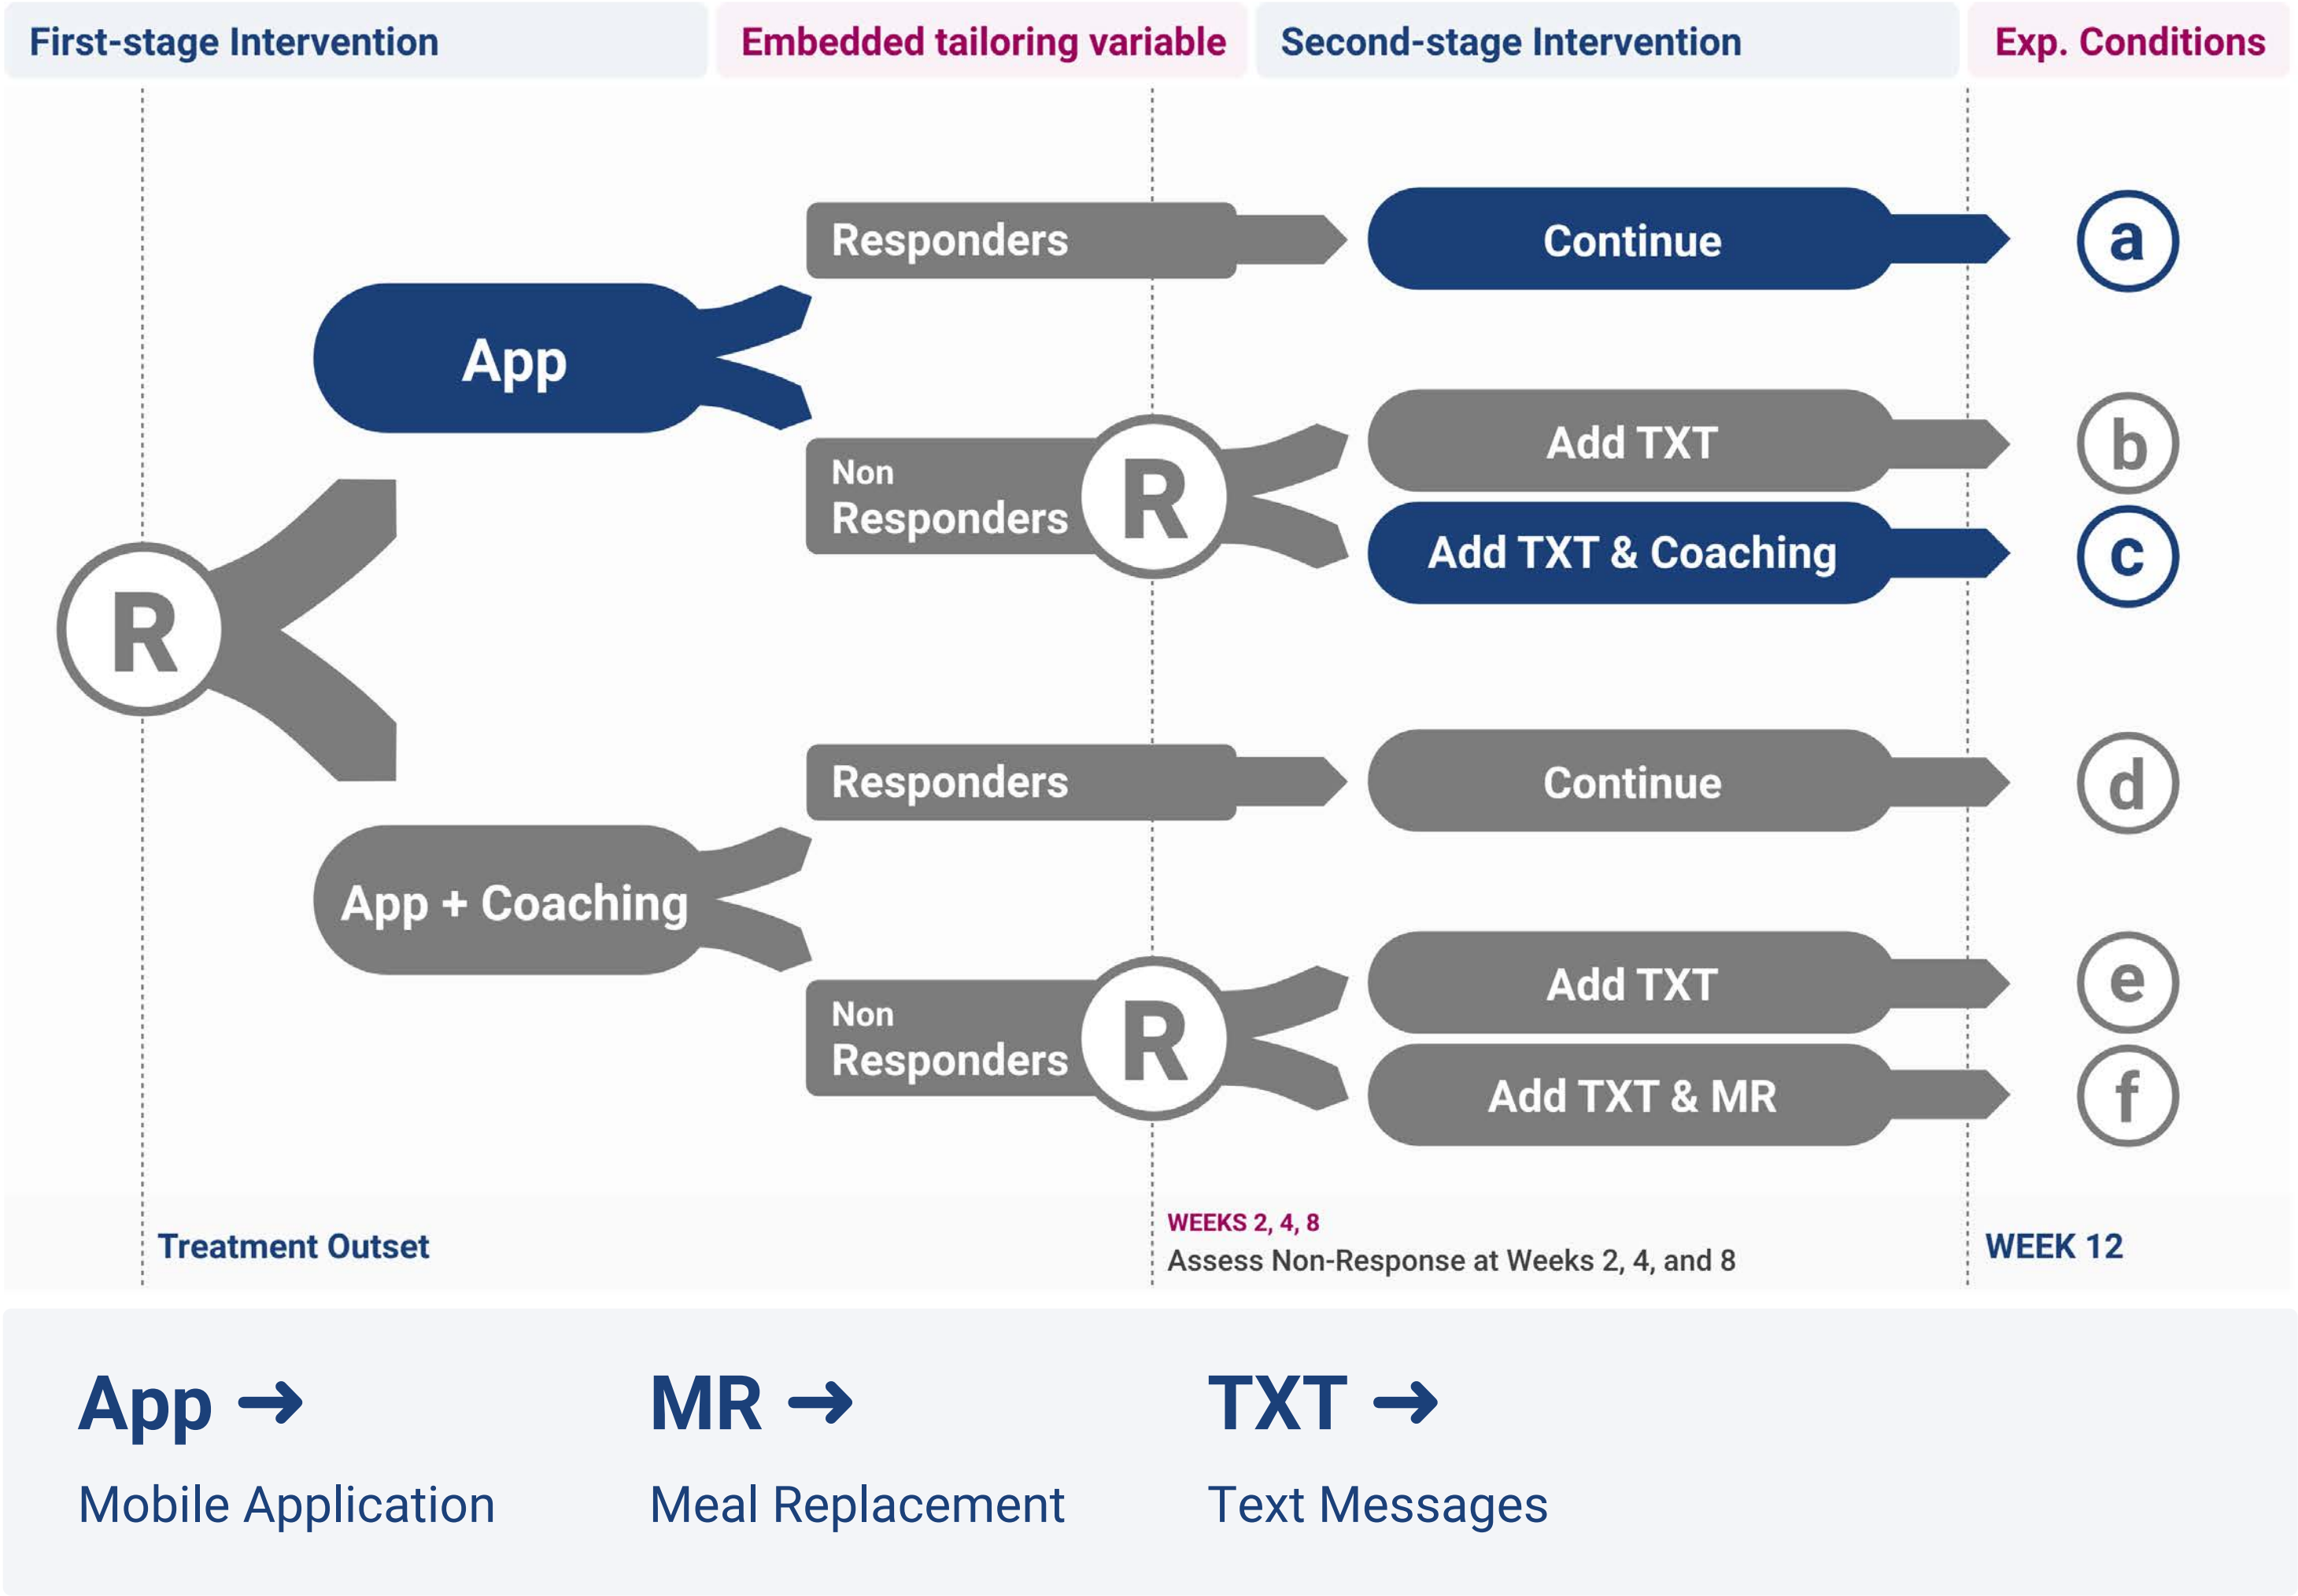 First-stage Intervention
Embedded tailoring variable
Second-stage Intervention
Exp. Conditions
Responders
Continue
a
App
Non
Responders
R
Add TXT
b
Add TXT & Coaching
c
R
Responders
Continue
d
App + Coaching
Non
Responders
R
Add TXT
e
Add TXT & MR
f
Treatment Outset
WEEKS 2, 4, 8
Assess Non-Response at Weeks 2, 4, and 8
WEEK 12
App →
Mobile Application
MR →
Meal Replacement
TXT →
Text Messages